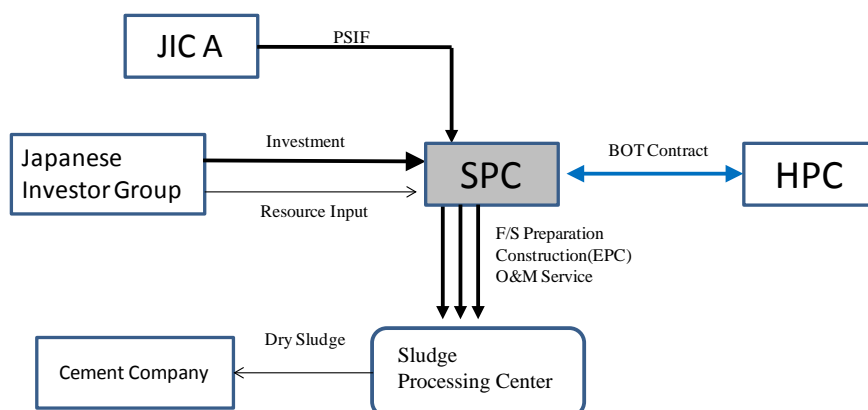 JIC A
PSIF
Japanese
Investor Group
Investment
Resource Input
SPC
BOT Contract
HPC
F/S Preparation
Construction(EPC)
O&M Service
Dry Sludge
Cement Company
Sludge
Processing Center